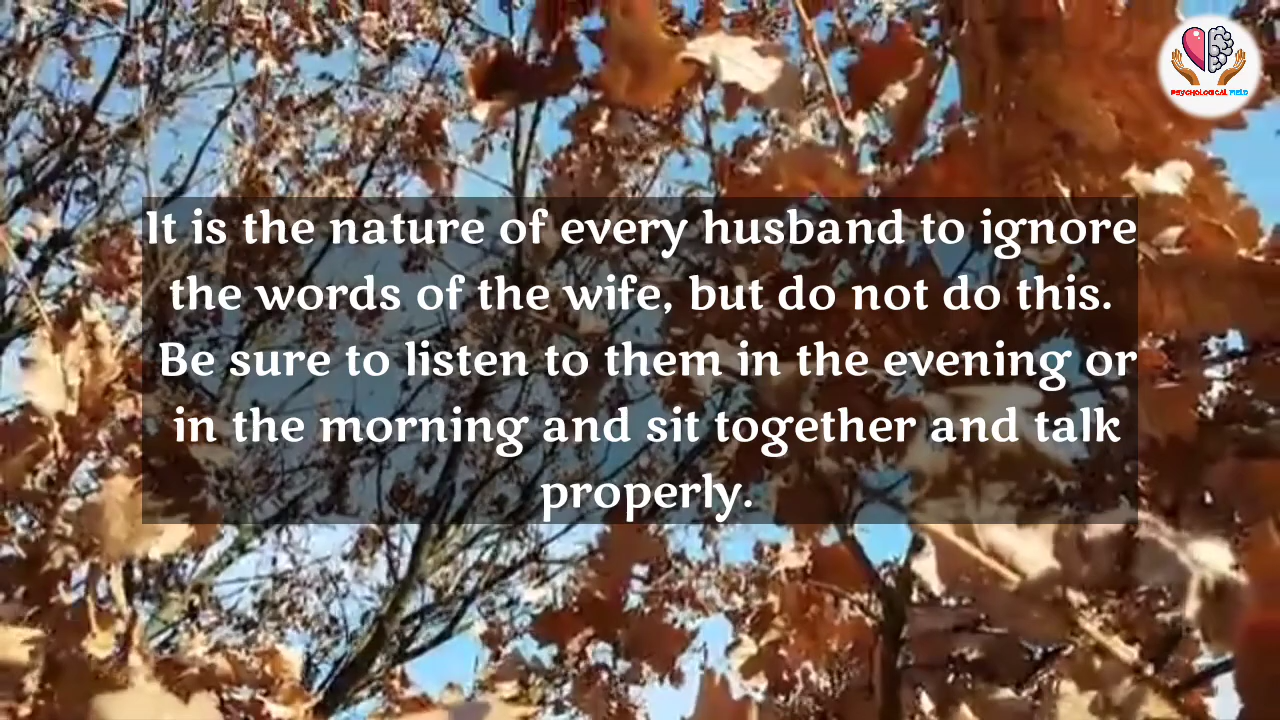 PSYCHOLOGICAL FIELD
It is the nature of every husband to ignore
the words of the wife, but do not do this.
Be sure to listen to them in the evening or
in the morning and sit together and talk
properly.